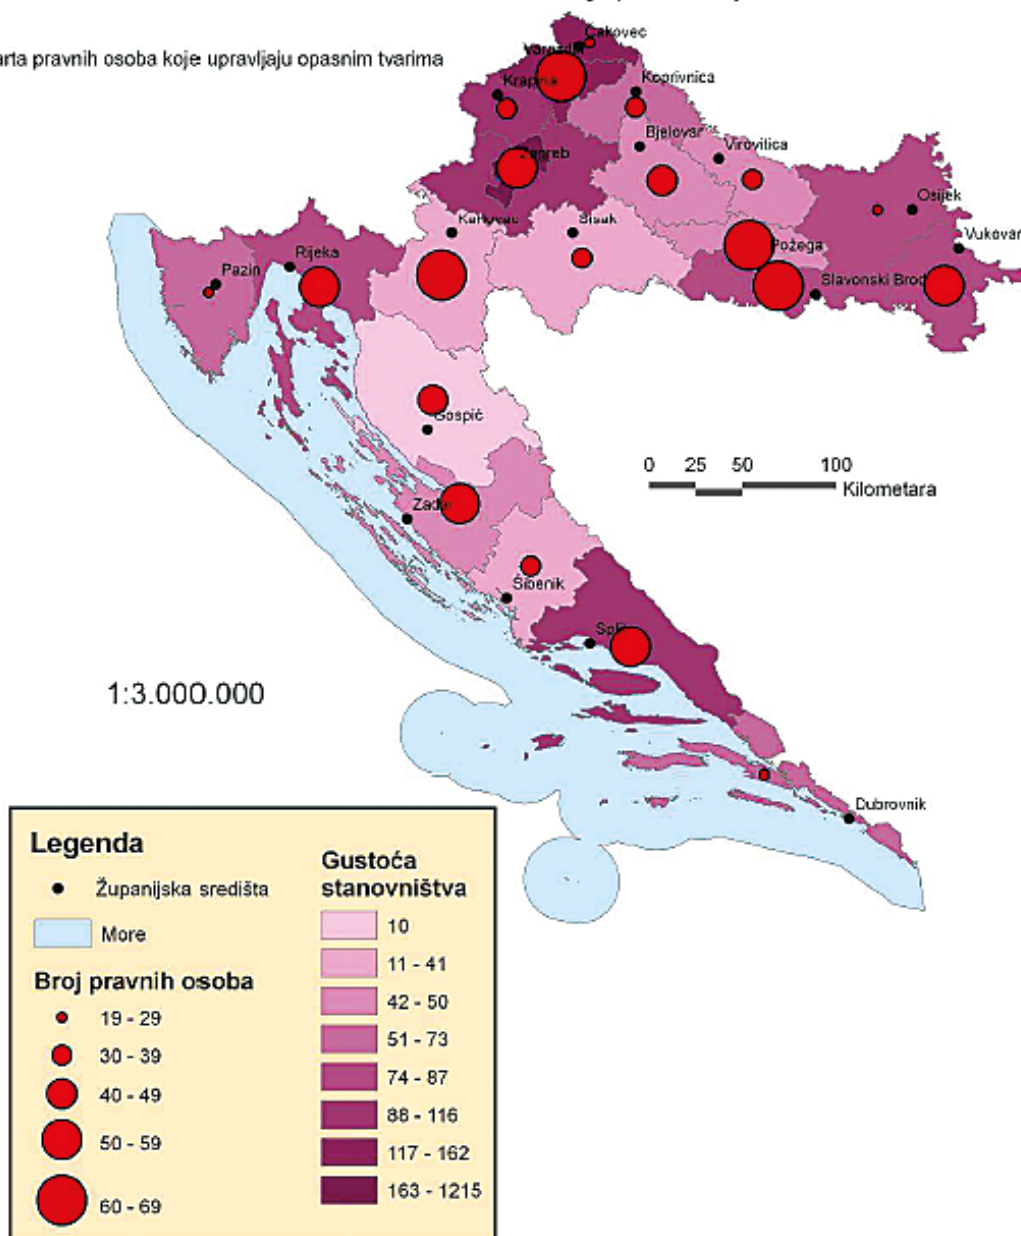 pravnih osoba koje upravljaju opasnim tvarima
Čakovec
Varaždin
Krapina
Koprivnica
Bjelovar
Virovitica
Zagreb
Osijek
Karlovac
Sisak
Vukovar
Požega
Rijeka
Pazin
Slavonski Brod
Gospić
0 25 50 100
Kilometara
Zadar
Šibenik
Split
1:3.000.000
Dubrovnik
Legenda
Županijska središta
More
Broj pravnih osoba
19 - 29
30 - 39
40 - 49
50 - 59
60 - 69
Gustoća
stanovništva
10
11 - 41
42 - 50
51 - 73
74 - 87
88 - 116
117 - 162
163 - 1215